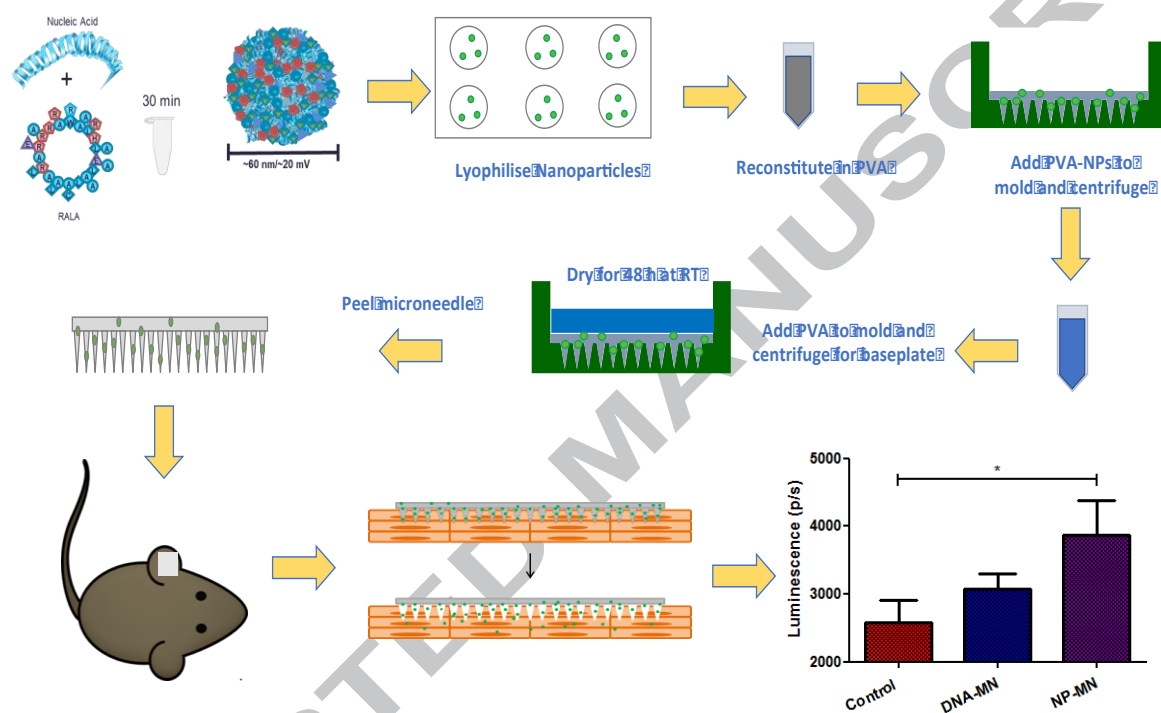 Nucleic Acid
+
30 min
RALA
~60 nm/~20 mV
Lyophilise Nanoparticles
Reconstitute in PVA
Add PVA-NPs to
mold and centrifuge
Add PVA to mold and
centrifuge for baseplate
Dry for 48 h at RT
Peel microneedle
Luminescence (p/s)
5000
4000
3000
2000
*
Control
DNA-MN
NP-MN
MANUSCR
TED